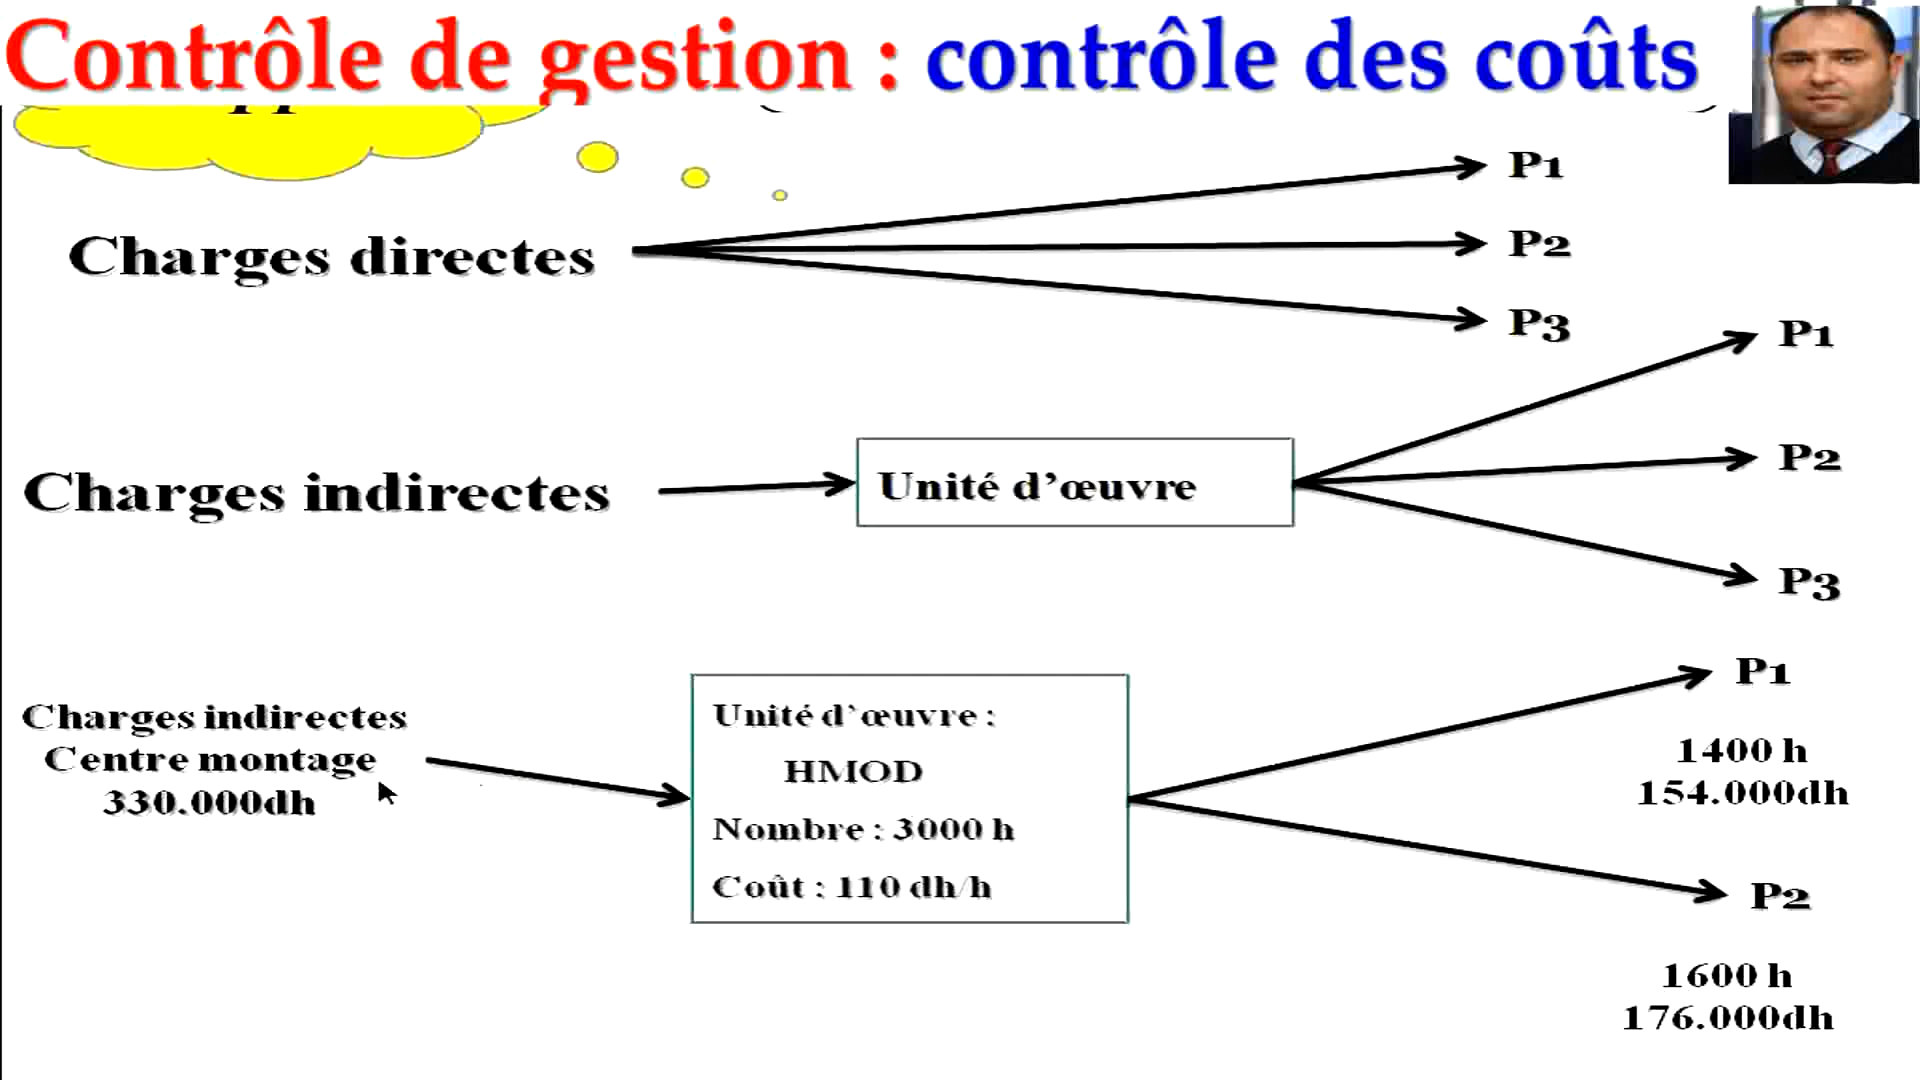 Contrôle de gestion : contrôle des coûts
P1
P2
Charges directes
P3
P1
P2
Charges indirectes
Unité d'œuvre
P3
P1
Charges indirectes
Centre montage
330.000dh
Unité d'œuvre :
HMOD
Nombre : 3000 h
Coût : 110 dh/h
1400 h
154.000dh
P2
1600 h
176.000dh